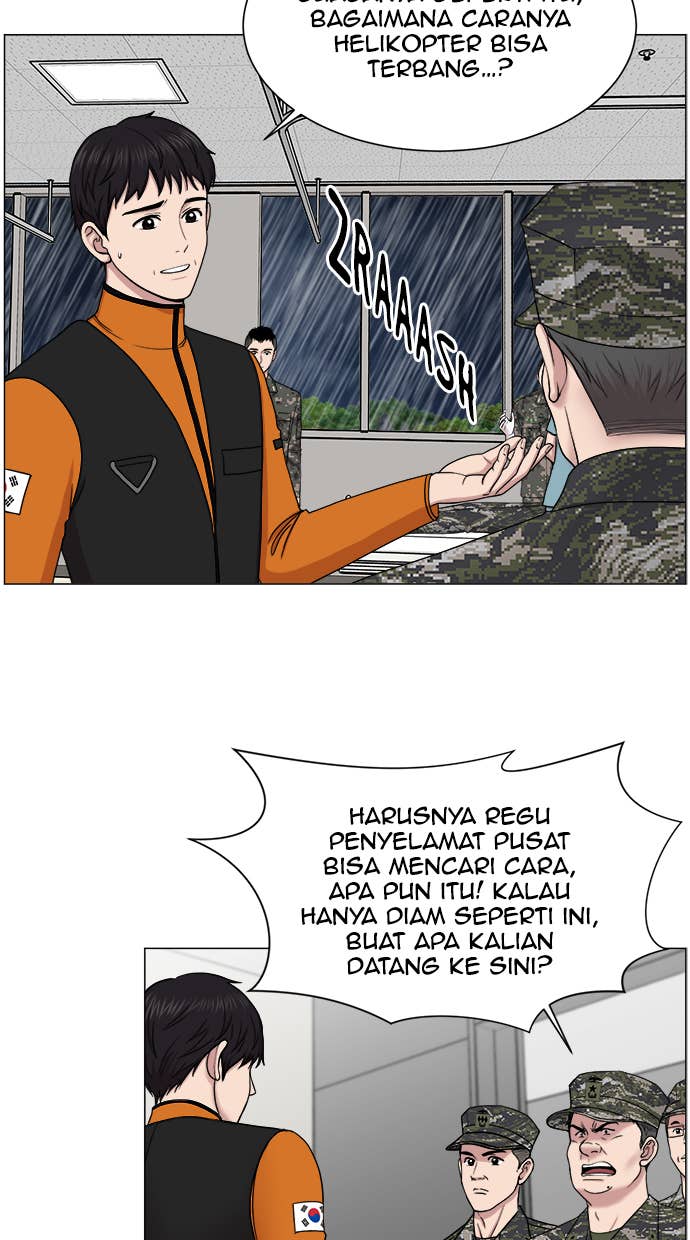 BAGAIMANA CARANYA
HELIKOPTER BISA
TERBANG...?
ZRAAAASH
HARUSNYA REGU
PENYELAMAT PUSAT
BISA MENCARI CARA,
APA PUN ITU! KALAU
HANYA DIAM SEPERTI INI,
BUAT APA KALIAN
DATANG KE SINI?